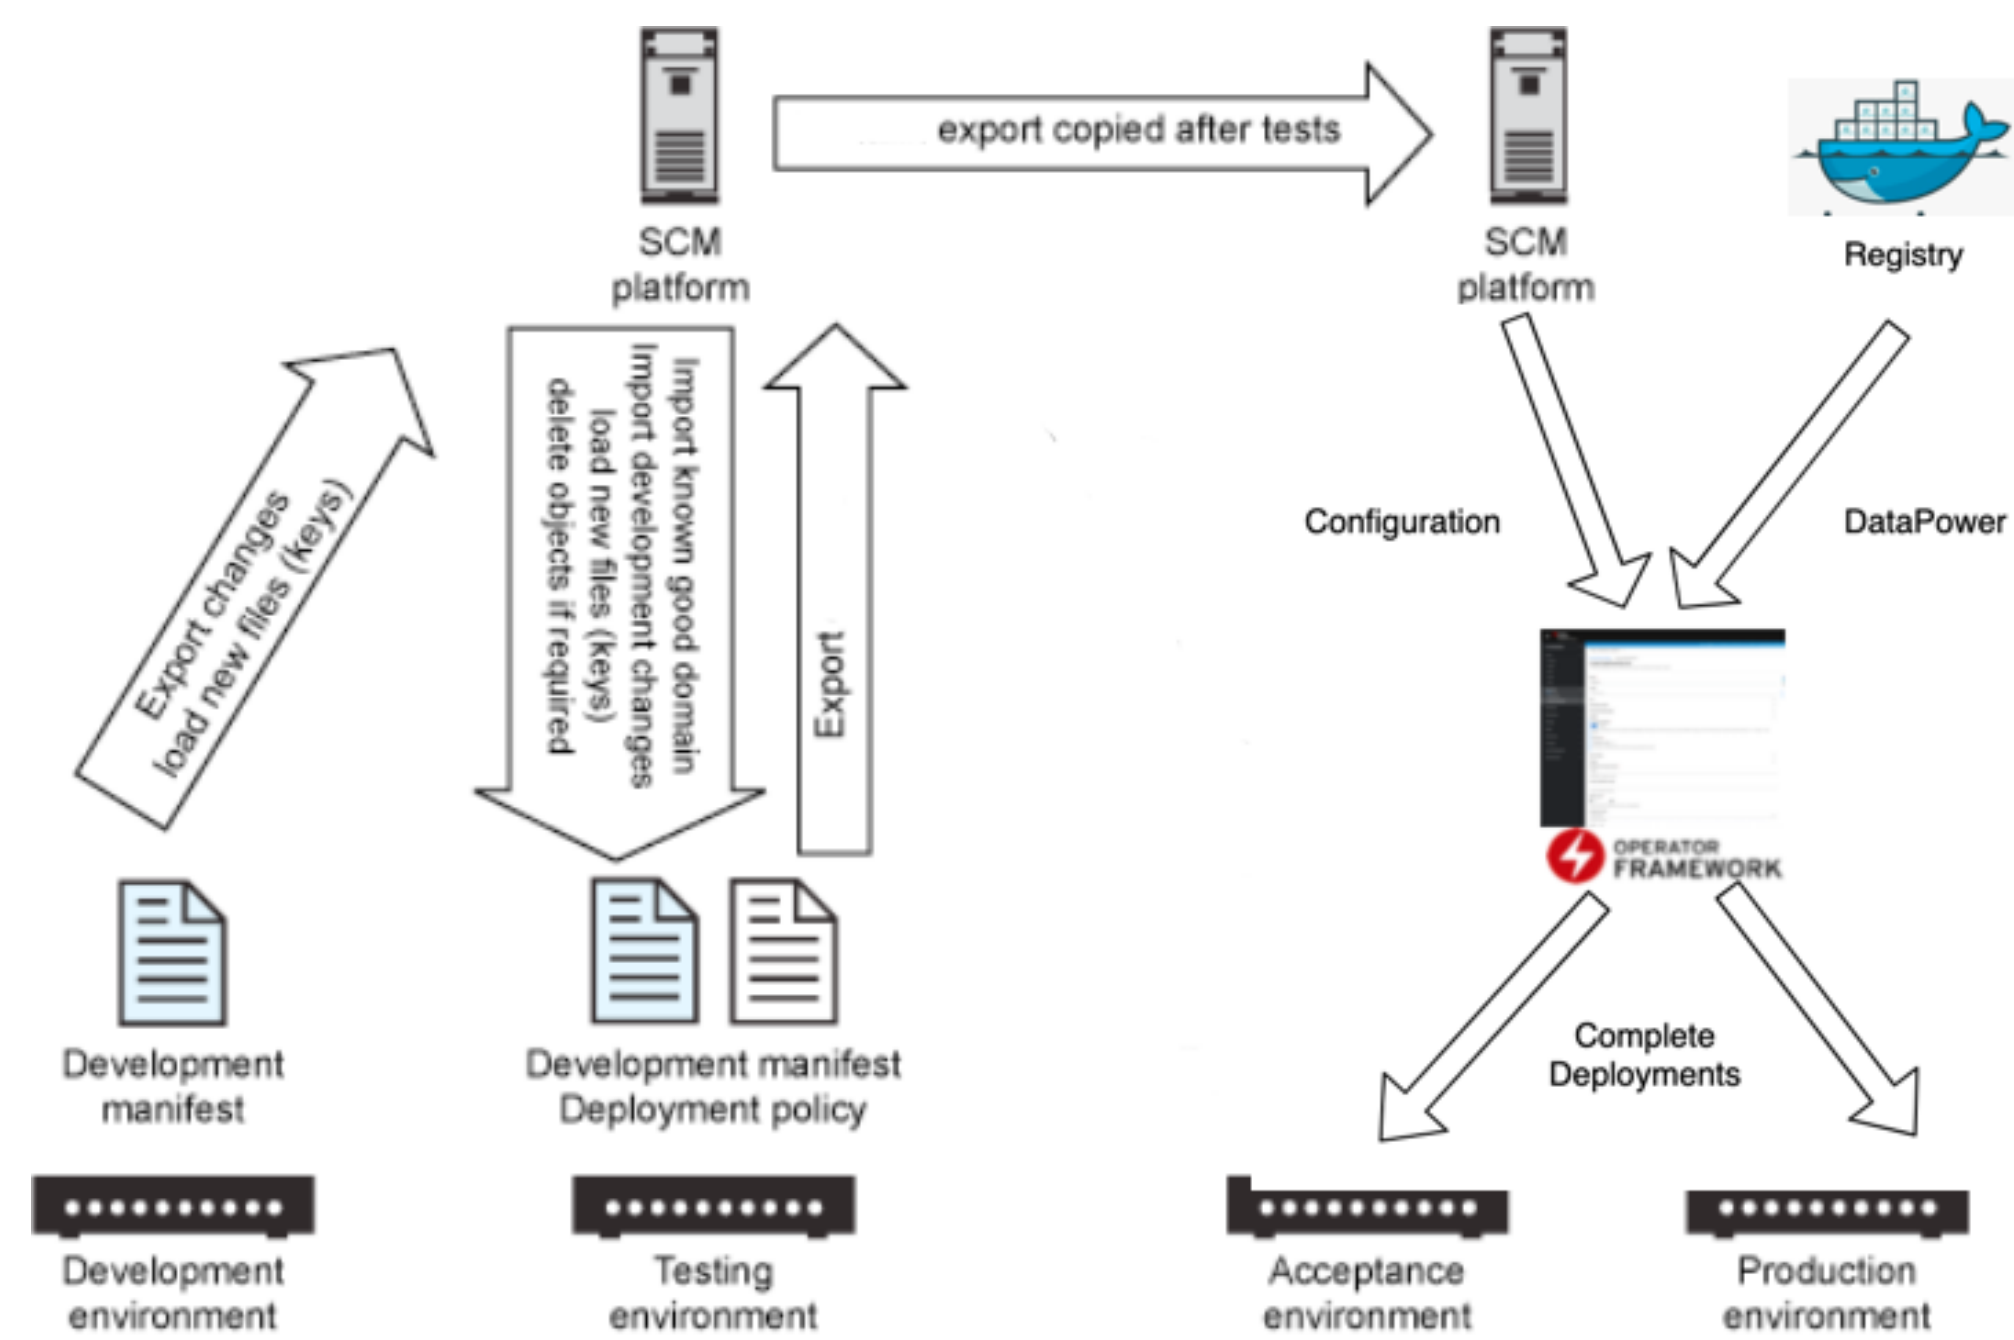 export copied after tests
SCM
platform
SCM
platform
Registry
Export changes
load new files (keys)
Import known good domain
Import development changes
load new files (keys)
delete objects if required
Export
Configuration
DataPower
OPERATOR
FRAMEWORK
Complete
Deployments
Development
manifest
Development manifest
Deployment policy
Development
environment
Testing
environment
Acceptance
environment
Production
environment